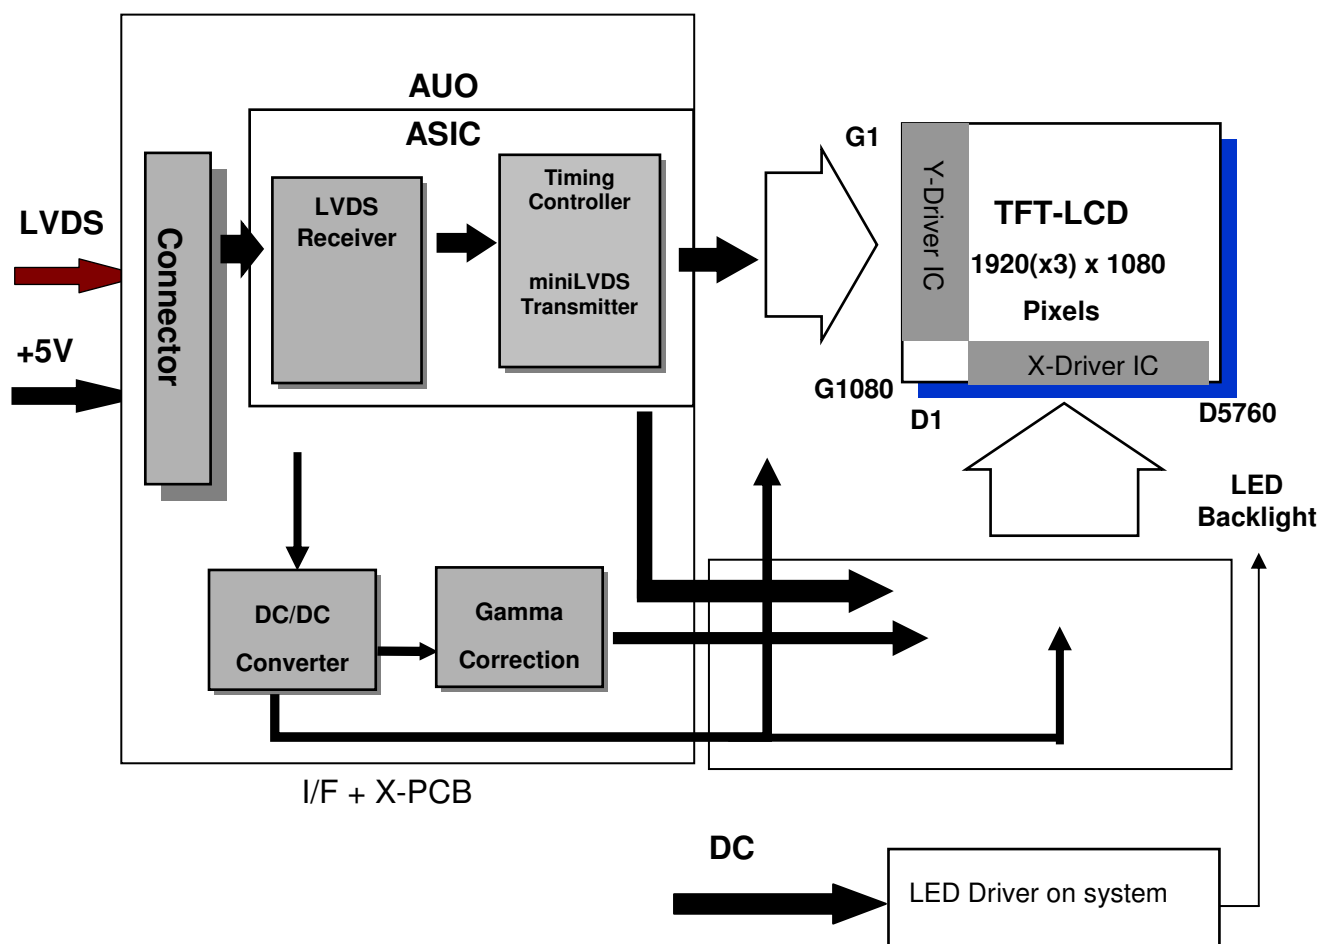 AUO
ASIC
LVDS
+5V
Connector
LVDS
Receiver
Timing
Controller
miniLVDS
Transmitter
G1
G1080
Y-Driver IC
TFT-LCD
1920(x3) x 1080
Pixels
X-Driver IC
D1
D5760
LED
Backlight
DC/DC
Converter
Gamma
Correction
I/F + X-PCB
DC
LED Driver on system